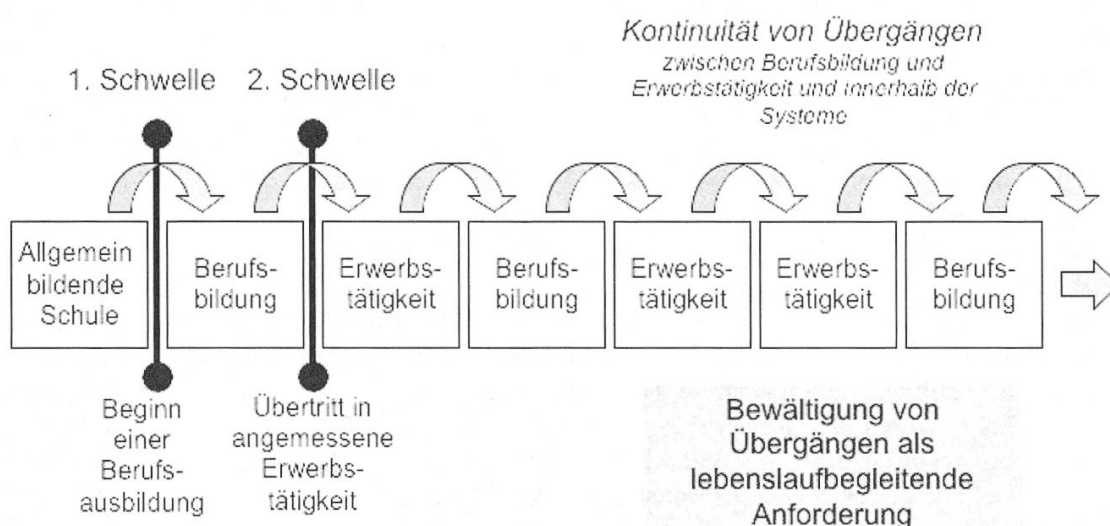 Kontinuität von Übergängen
zwischen Berufsbildung und
Erwerbstätigkeit und innerhalb der
Systeme
1. Schwelle
2. Schwelle
Allgemein
bildende
Schule
Berufs-
bildung
Erwerbs-
tätigkeit
Berufs-
bildung
Erwerbs-
tätigkeit
Erwerbs-
tätigkeit
Berufs-
bildung
Beginn
einer
Berufs-
ausbildung
Übertritt in
angemessene
Erwerbs-
tätigkeit
Bewältigung von
Übergängen als
lebenslaufbegleitende
Anforderung